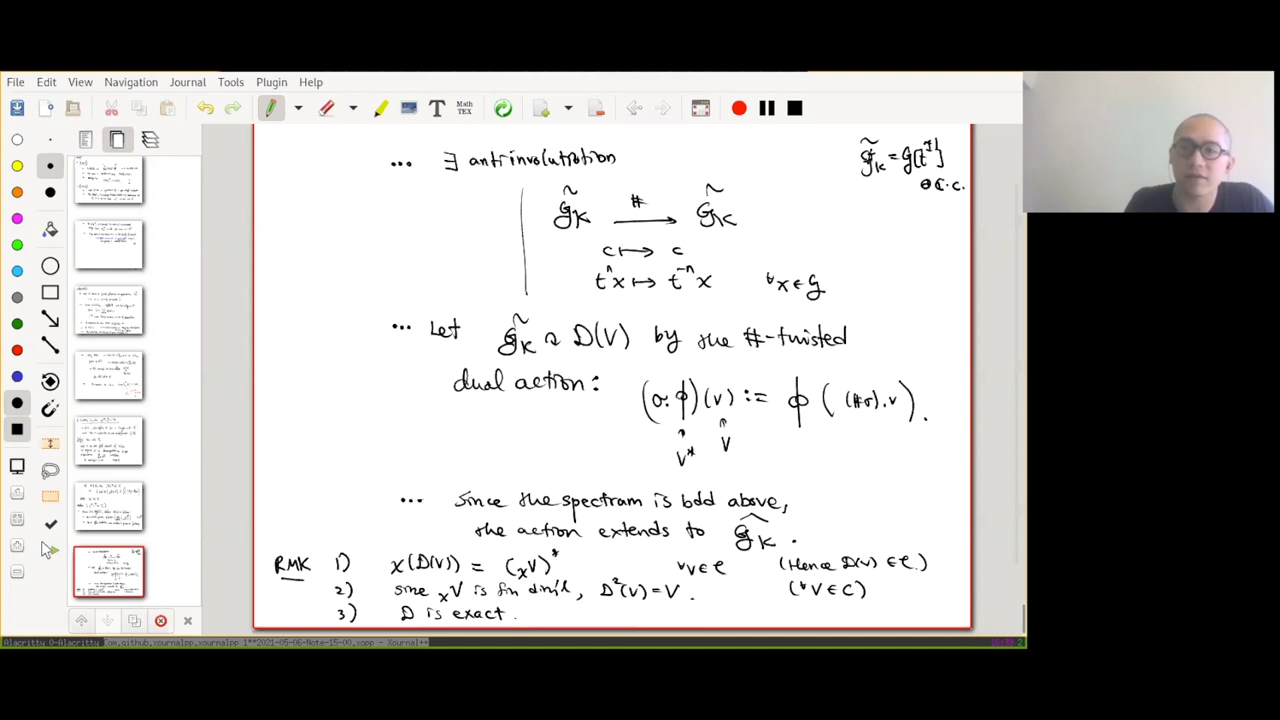 File Edit View Navigation Journal Tools Plugin Help
••• ∃ antiinvolution
g̃_K = g[t^±1]
⊕ ℂ.c.
g̃_K —#→ g̃_K
c ↦ c
t^n x ↦ t^-n x ∀x ∈ g
••• Let g̃_K ↷ D(V) by the #-twisted
dual action: (σ.φ)(v) := φ((#σ).v).
V* V
••• Since the spectram is bdd above,
the action extends to ĝ_K.
RMK 1) χ(D(V)) = (χV)* ∀V ∈ C (Hence D(V) ∈ C.)
2) since χV is fin dim'l, D²(V) = V. (∀V ∈ C)
3) D is exact.